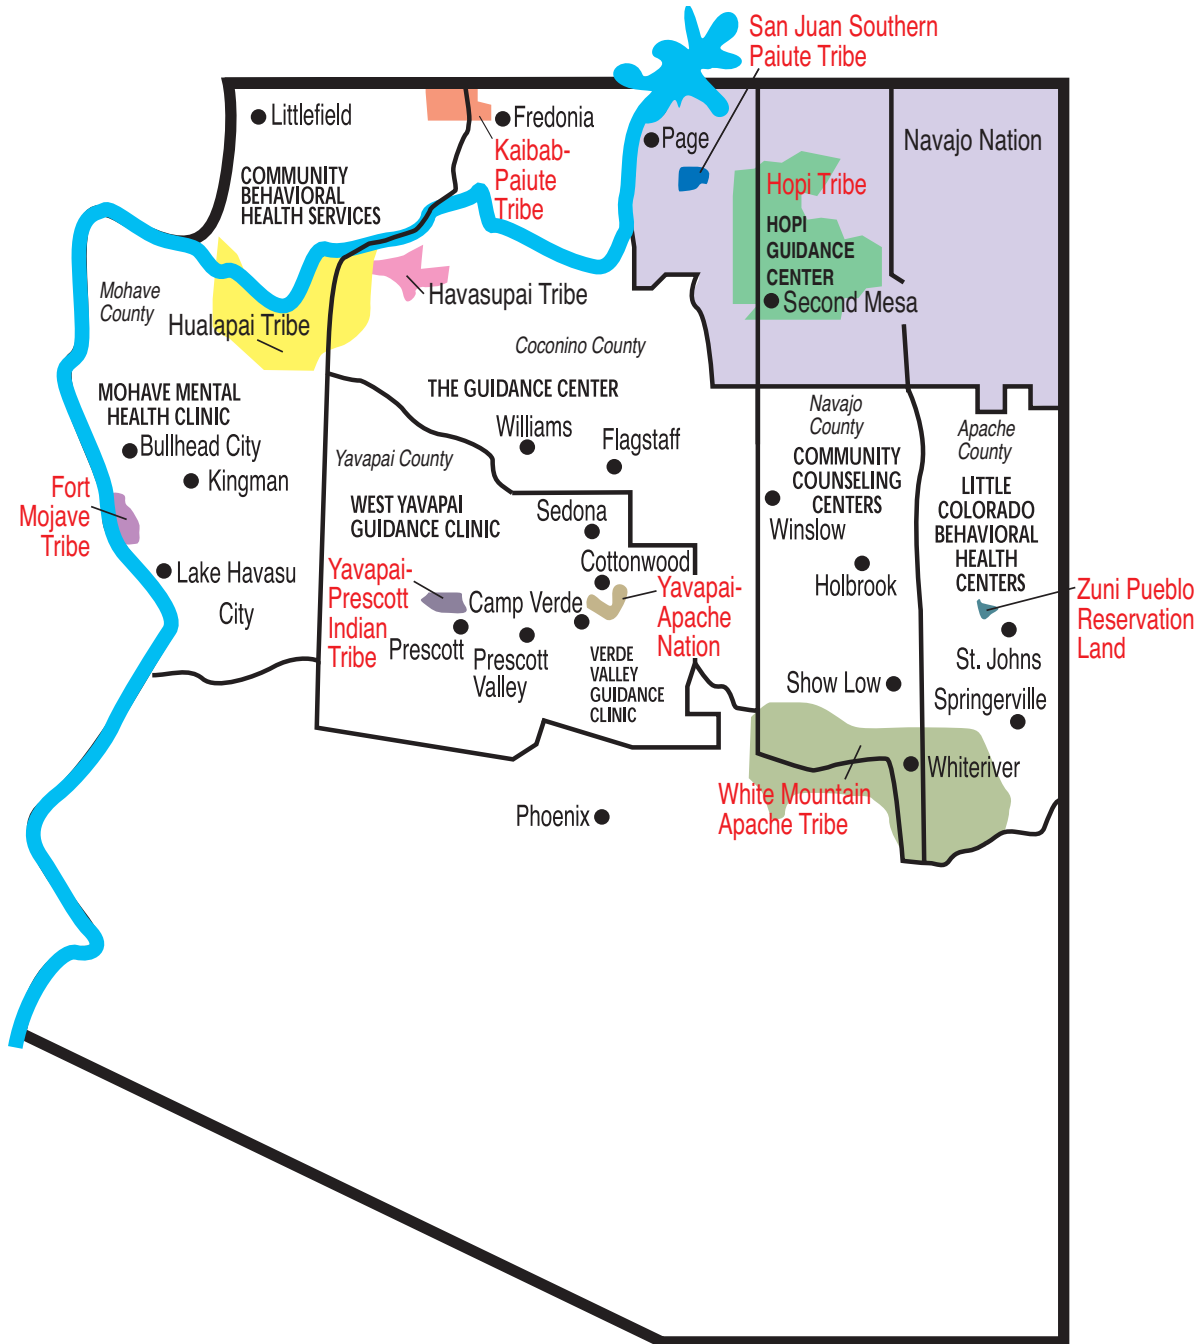 San Juan Southern
Paiute Tribe
Littlefield
Fredonia
Page
Navajo Nation
Kaibab-
Paiute
Tribe
COMMUNITY
BEHAVIORAL
HEALTH SERVICES
Hopi Tribe
HOPI
GUIDANCE
CENTER
Second Mesa
Mohave
County
Hualapai Tribe
Havasupai Tribe
Coconino County
MOHAVE MENTAL
HEALTH CLINIC
THE GUIDANCE CENTER
Bullhead City
Kingman
Williams
Flagstaff
Navajo
County
COMMUNITY
COUNSELING
CENTERS
Apache
County
LITTLE
COLORADO
BEHAVIORAL
HEALTH
CENTERS
Yavapai County
WEST YAVAPAI
GUIDANCE CLINIC
Fort
Mojave
Tribe
Sedona
Winslow
Cottonwood
Lake Havasu
City
Holbrook
Yavapai-
Prescott
Indian
Tribe
Camp Verde
Yavapai-
Apache
Nation
Zuni Pueblo
Reservation
Land
Prescott
Prescott
Valley
VERDE
VALLEY
GUIDANCE
CLINIC
St. Johns
Show Low
Springerville
Whiteriver
White Mountain
Apache Tribe
Phoenix